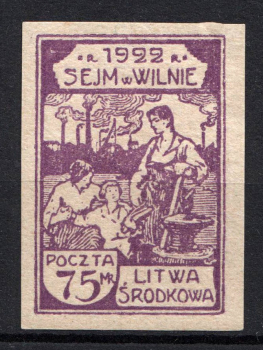 R. 1922 R.
SEJM W WILNIE
POCZTA
75 MK
LITWA
ŚRODKOWA